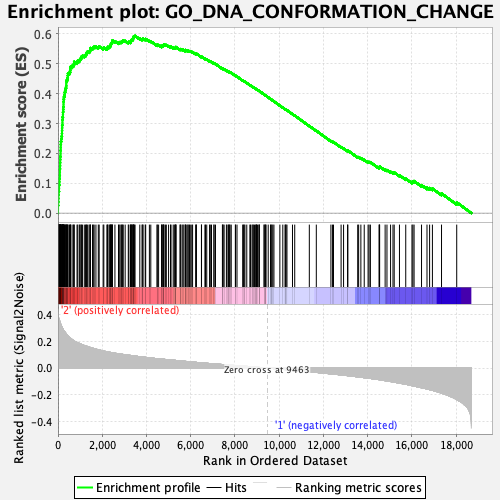 Enrichment plot: GO_DNA_CONFORMATION_CHANGE
Enrichment score (ES)
0.6
0.5
0.4
0.3
0.2
0.1
0.0
'2' (positively correlated)
Ranked list metric (Signal2Noise)
0.4
0.2
0.0
-0.2
-0.4
Zero cross at 9463
'1' (negatively correlated)
0
2,000
4,000
6,000
8,000
10,000
12,000
14,000
16,000
18,000
Rank in Ordered Dataset
Enrichment profile
Hits
Ranking metric scores